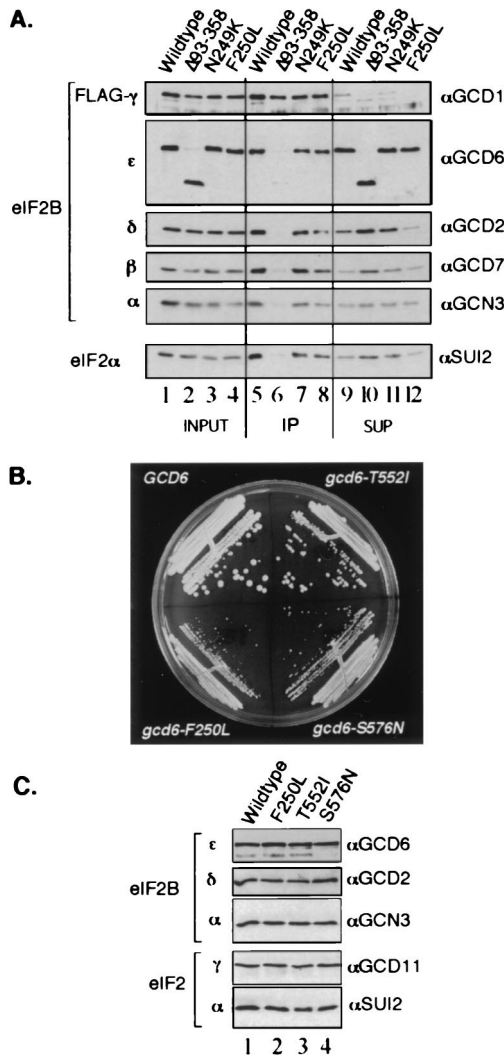 A.
Wildtype Δ93-358 N249K F250L Wildtype Δ93-358 N249K F250L Wildtype Δ93-358 N249K F250L
FLAG-γ αGCD1
ε αGCD6
eIF2B
δ αGCD2
β αGCD7
α αGCN3
eIF2α αSUI2
1 2 3 4 5 6 7 8 9 10 11 12
INPUT IP SUP
B.
GCD6 gcd6-T552I
gcd6-F250L gcd6-S576N
C.
Wildtype F250L T552I S576N
ε αGCD6
eIF2B δ αGCD2
α αGCN3
γ αGCD11
eIF2
α αSUI2
1 2 3 4